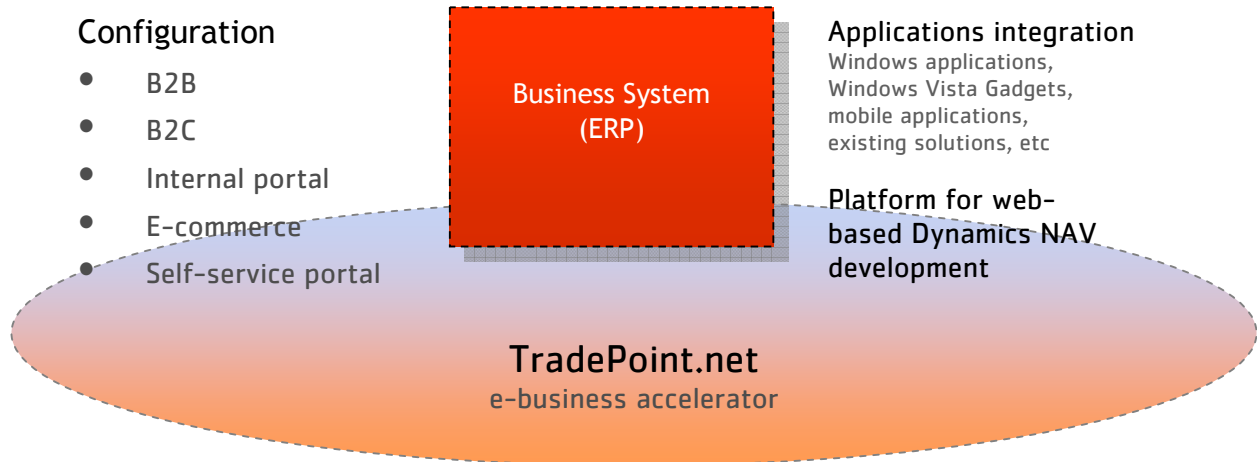 Configuration
• B2B
• B2C
• Internal portal
• E-commerce
• Self-service portal
Business System
(ERP)
Applications integration
Windows applications,
Windows Vista Gadgets,
mobile applications,
existing solutions, etc
Platform for web-
based Dynamics NAV
development
TradePoint.net
e-business accelerator